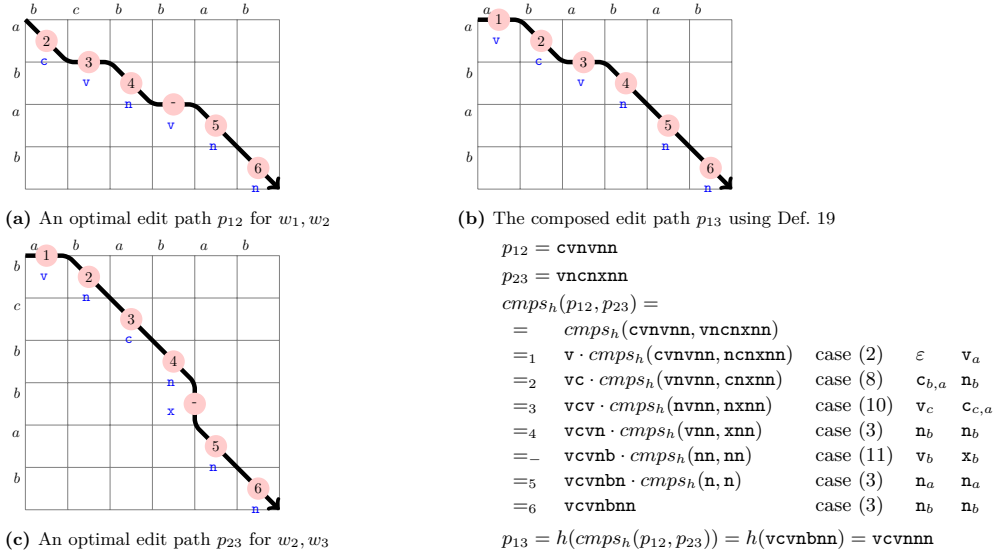 b c b b a b
a
b
a
b
2
3
4
-
5
6
c
v
n
v
n
n
(a) An optimal edit path p12 for w1, w2
a b a b a b
a
b
a
b
1
2
3
4
5
6
v
c
v
n
n
n
(b) The composed edit path p13 using Def. 19
a b a b a b
b
c
b
b
a
b
1
2
3
4
-
5
6
v
n
c
n
x
n
n
(c) An optimal edit path p23 for w2, w3
p12 = cvnvnn
p23 = vncnxnn
cmpsh(p12, p23) =
= cmpsh(cvnvnn, vncnxnn)
=1 v · cmpsh(cvnvnn, ncnxnn) case (2) ε va
=2 vc · cmpsh(vnvnn, cnxnn) case (8) cb,a nb
=3 vcv · cmpsh(nvnn, nxnn) case (10) vc cc,a
=4 vcvn · cmpsh(vnn, xnn) case (3) nb nb
=− vcvnb · cmpsh(nn, nn) case (11) vb xb
=5 vcvnbn · cmpsh(n, n) case (3) na na
=6 vcvnbnn case (3) nb nb
p13 = h(cmpsh(p12, p23)) = h(vcvnbnn) = vcvnnn